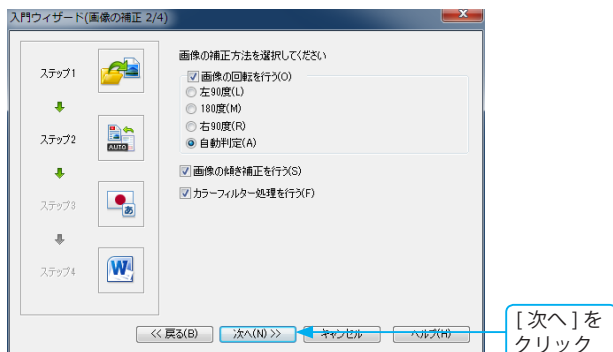 入門ウィザード(画像の補正 2/4)
ステップ1
ステップ2
AUTO
ステップ3
あ
ステップ4
W
画像の補正方法を選択してください
画像の回転を行う(O)
左90度(L)
180度(M)
右90度(R)
自動判定(A)
画像の傾き補正を行う(S)
カラーフィルター処理を行う(F)
<< 戻る(B)
次へ(N) >>
キャンセル
ヘルプ(H)
[ 次へ ] を
クリック